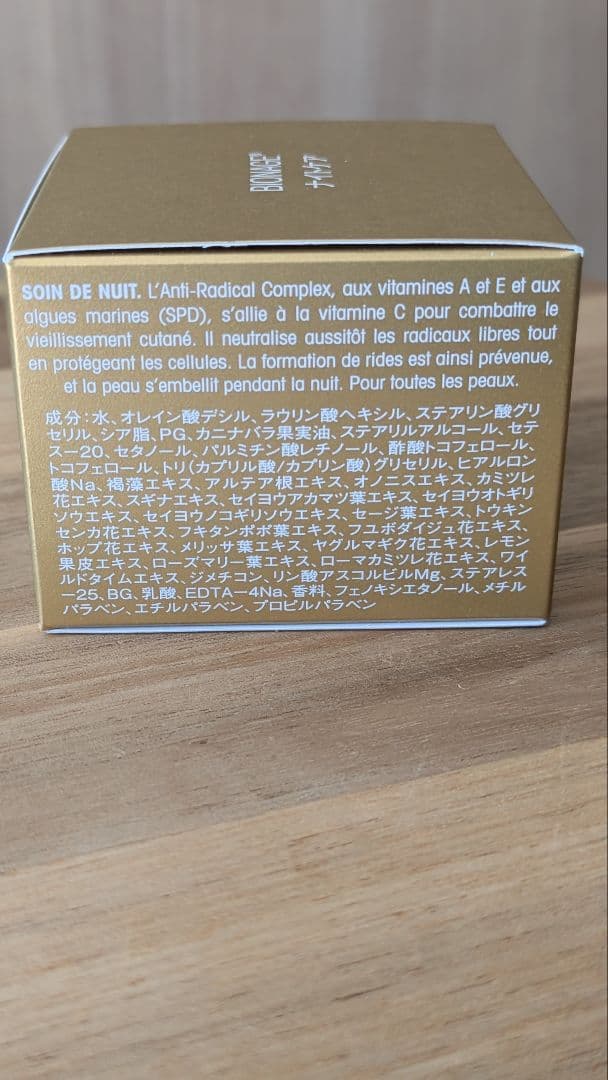 BIONAGE®
ナイトケア
SOIN DE NUIT. L'Anti-Radical Complex, aux vitamines A et E et aux
algues marines (SPD), s'allie à la vitamine C pour combattre le
vieillissement cutané. Il neutralise aussitôt les radicaux libres tout
en protégeant les cellules. La formation de rides est ainsi prévenue,
et la peau s'embellit pendant la nuit. Pour toutes les peaux.
成分：水、オレイン酸デシル、ラウリン酸ヘキシル、ステアリン酸グリ
セリル、シア脂、PG、カニナバラ果実油、ステアリルアルコール、セテ
ス－20、セタノール、パルミチン酸レチノール、酢酸トコフェロール、
トコフェロール、トリ（カプリル酸／カプリン酸）グリセリル、ヒアルロン
酸Na、褐藻エキス、アルテア根エキス、オノニスエキス、カミツレ
花エキス、スギナエキス、セイヨウアカマツ葉エキス、セイヨウオトギリ
ソウエキス、セイヨウノコギリソウエキス、セージ葉エキス、トウキン
センカ花エキス、フキタンポポ葉エキス、フユボダイジュ花エキス、
ホップ花エキス、メリッサ葉エキス、ヤグルマギク花エキス、レモン
果皮エキス、ローズマリー葉エキス、ローマカミツレ花エキス、ワイ
ルドタイムエキス、ジメチコン、リン酸アスコルビルMg、ステアレス
－25、BG、乳酸、EDTA－4Na、香料、フェノキシエタノール、メチル
パラベン、エチルパラベン、プロピルパラベン